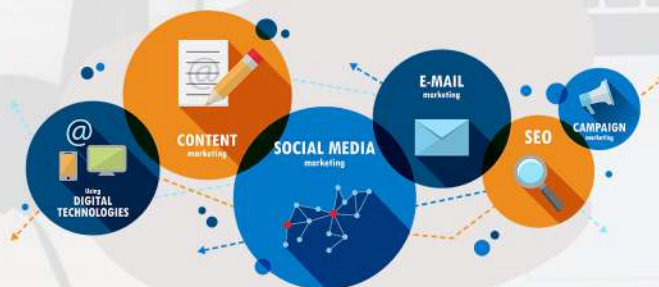 @
Using
DIGITAL
TECHNOLOGIES
@
CONTENT
marketing
SOCIAL MEDIA
marketing
E-MAIL
marketing
SEO
CAMPAIGN
marketing